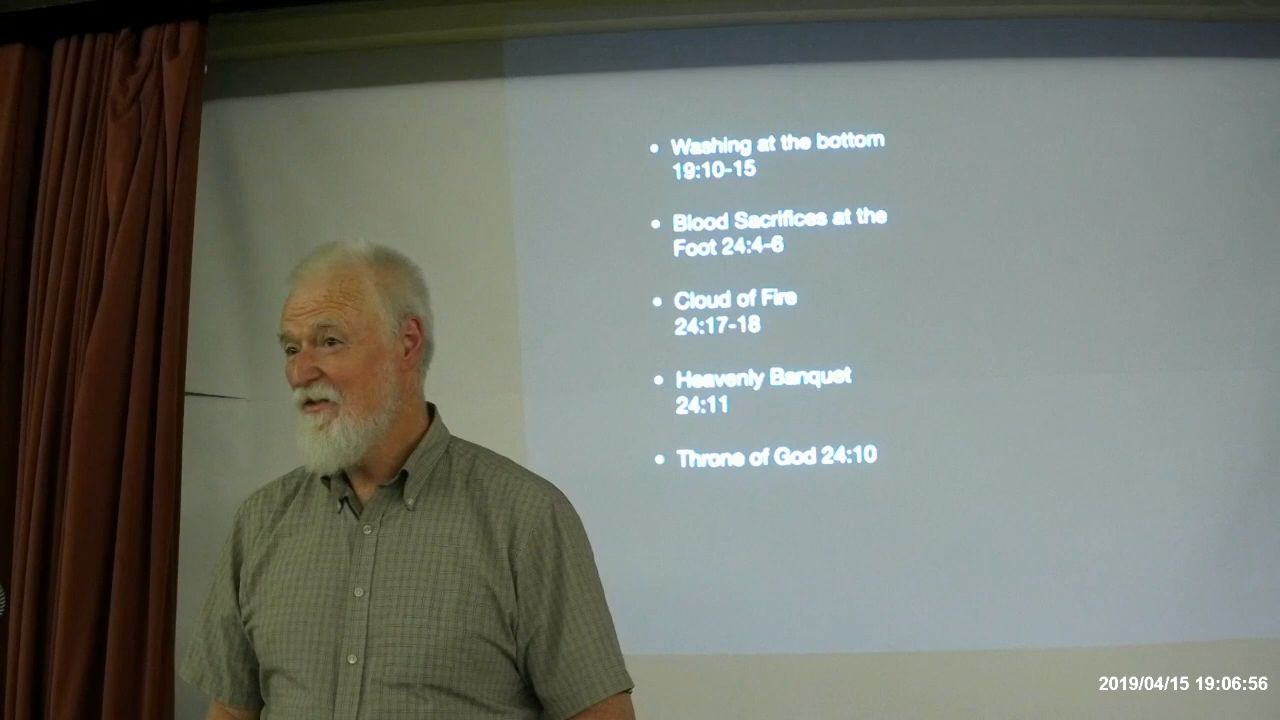 • Washing at the bottom
19:10-15
• Blood Sacrifices at the
Foot 24:4-6
• Cloud of Fire
24:17-18
• Heavenly Banquet
24:11
• Throne of God 24:10
2019/04/15 19:06:56